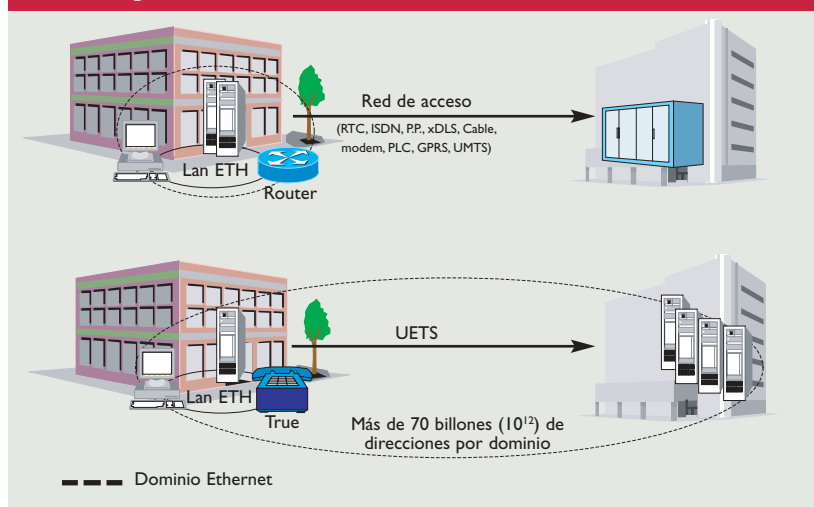 Red de acceso
(RTC, ISDN, P.P., xDLS, Cable,
modem, PLC, GPRS, UMTS)
Lan ETH
Router
UETS
Lan ETH
True
Más de 70 billones (10¹²) de
direcciones por dominio
Dominio Ethernet